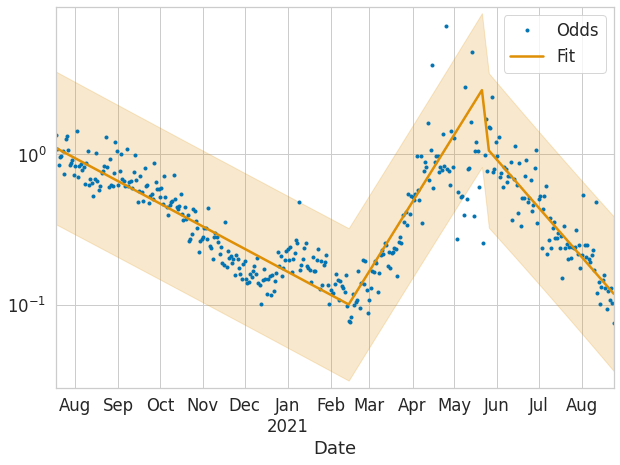 Odds
Fit
10⁰
10⁻¹
Aug Sep Oct Nov Dec Jan Feb Mar Apr May Jun Jul Aug
2021
Date